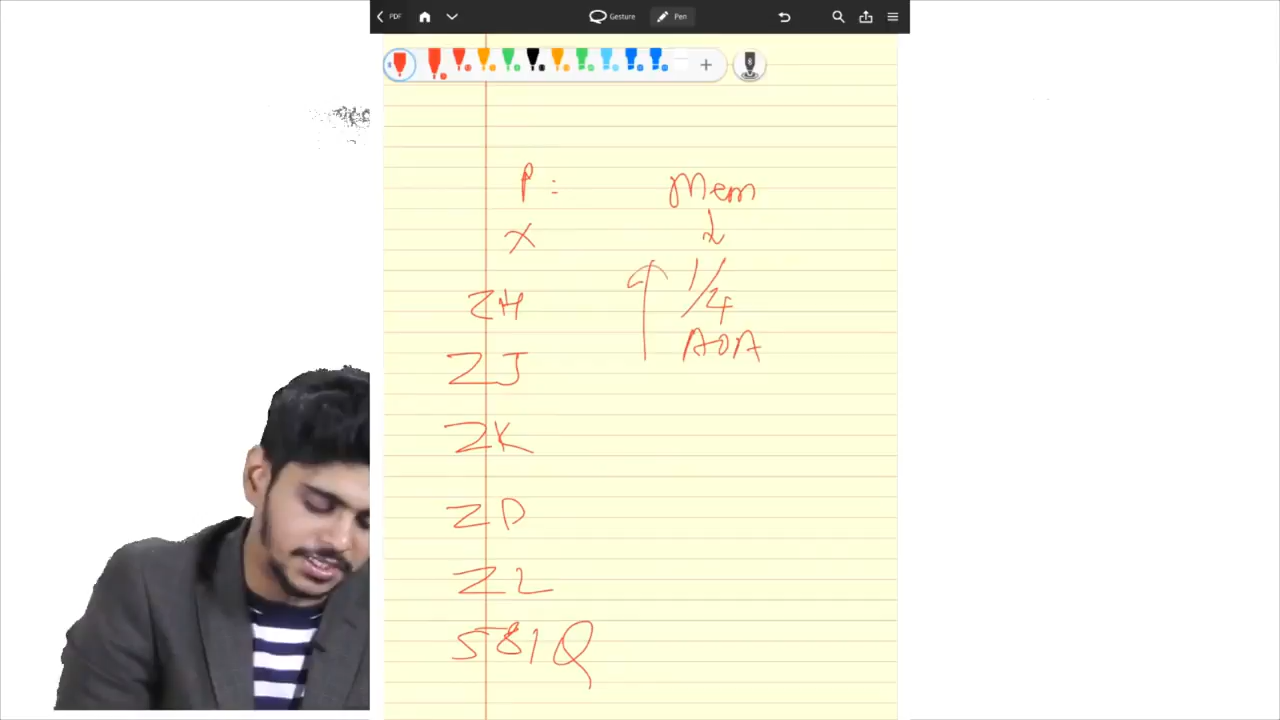 PDF Gesture Pen
P : Mem
X
1/4
ZH
AOA
ZJ
ZK
ZD
ZL
581Q